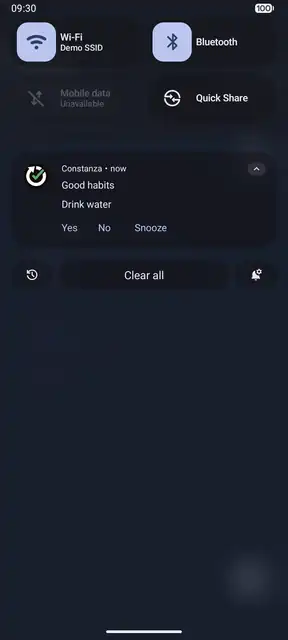 09:30
100
Wi-Fi
Demo SSID
Bluetooth
Mobile data
Unavailable
Quick Share
Constanza • now
Good habits
Drink water
Yes No Snooze
Clear all